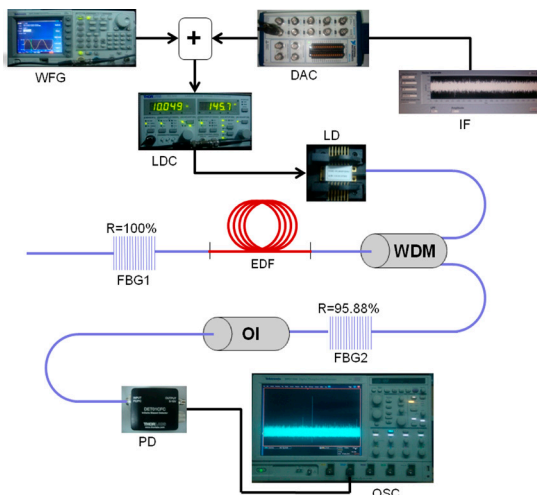 WFG
+
DAC
IF
10.049
145.7
LDC
LD
R=100%
FBG1
EDF
WDM
R=95.88%
FBG2
OI
PD
THORLABS
OSC